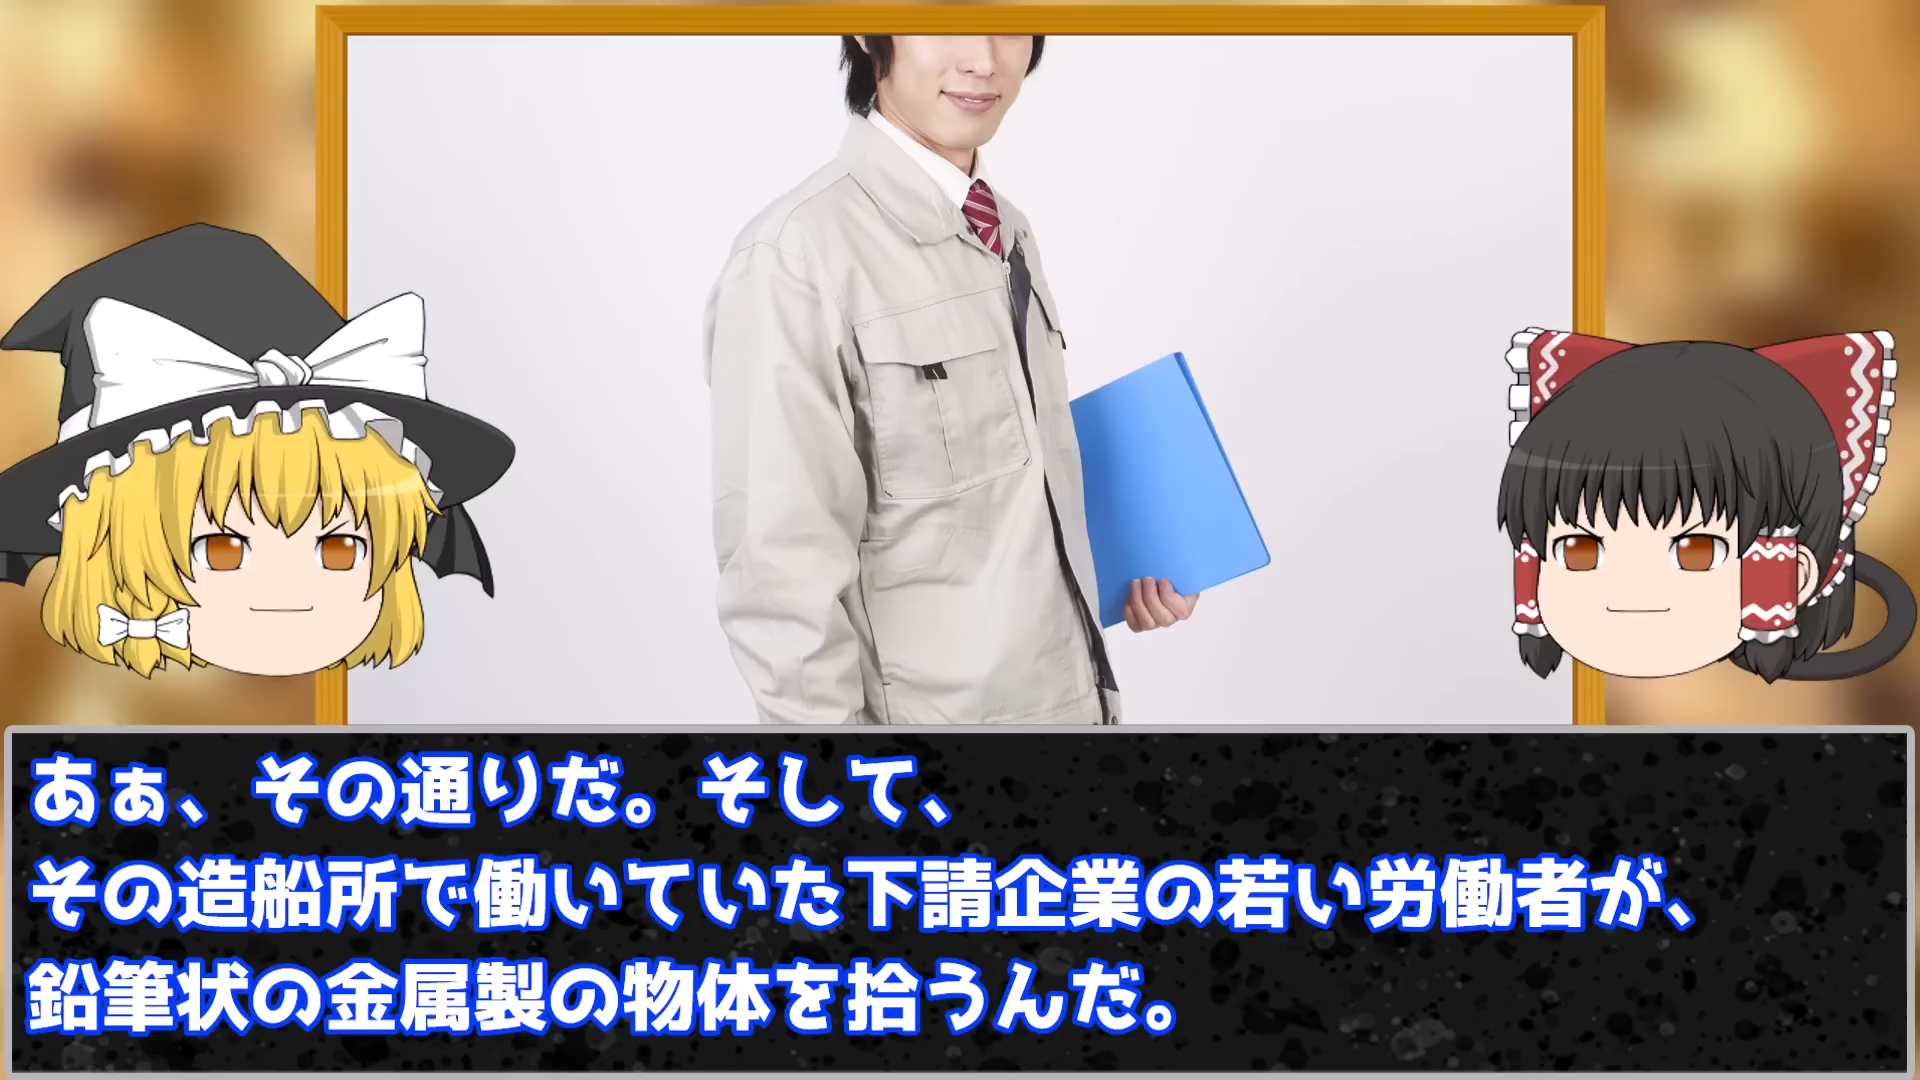 あぁ、その通りだ。そして、
その造船所で働いていた下請企業の若い労働者が、
鉛筆状の金属製の物体を拾うんだ。